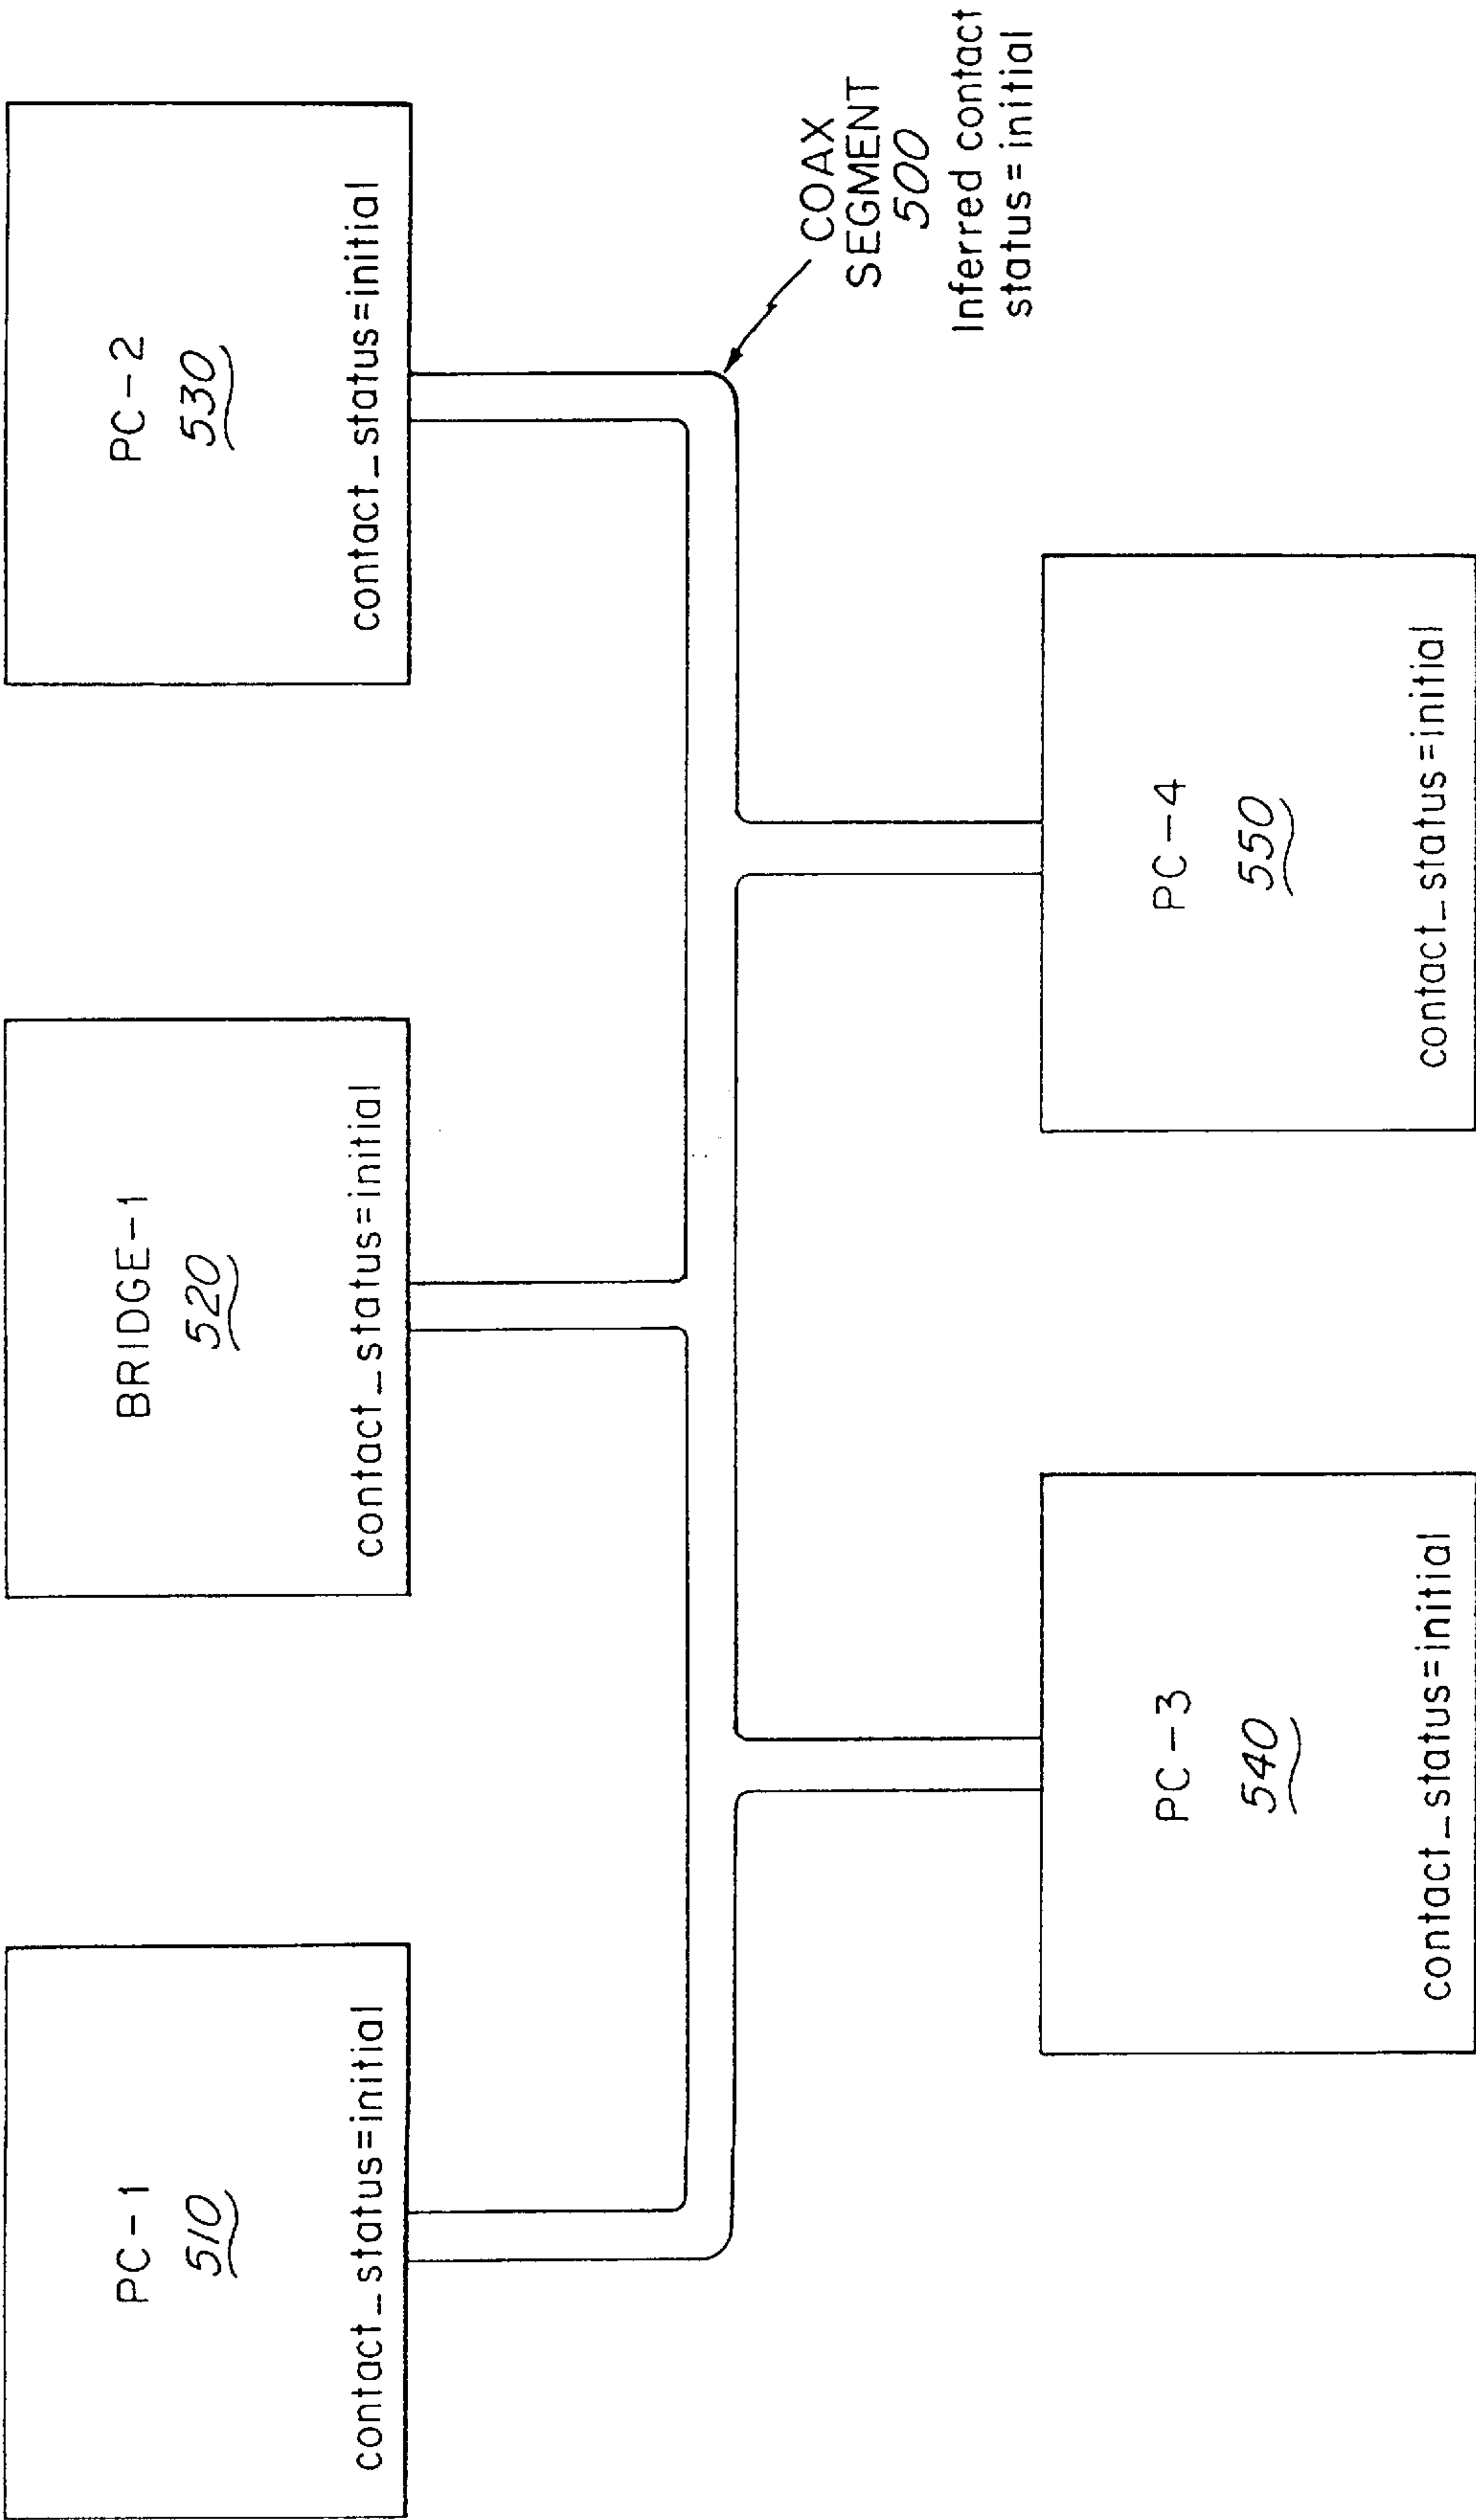 PC-1
510
contact_status=initial
BRIDGE-1
520
contact_status=initial
PC-2
530
contact_status=initial
COAX
SEGMENT
500
Inferred contact
status=initial
PC-3
540
contact_status=initial
PC-4
550
contact_status=initial